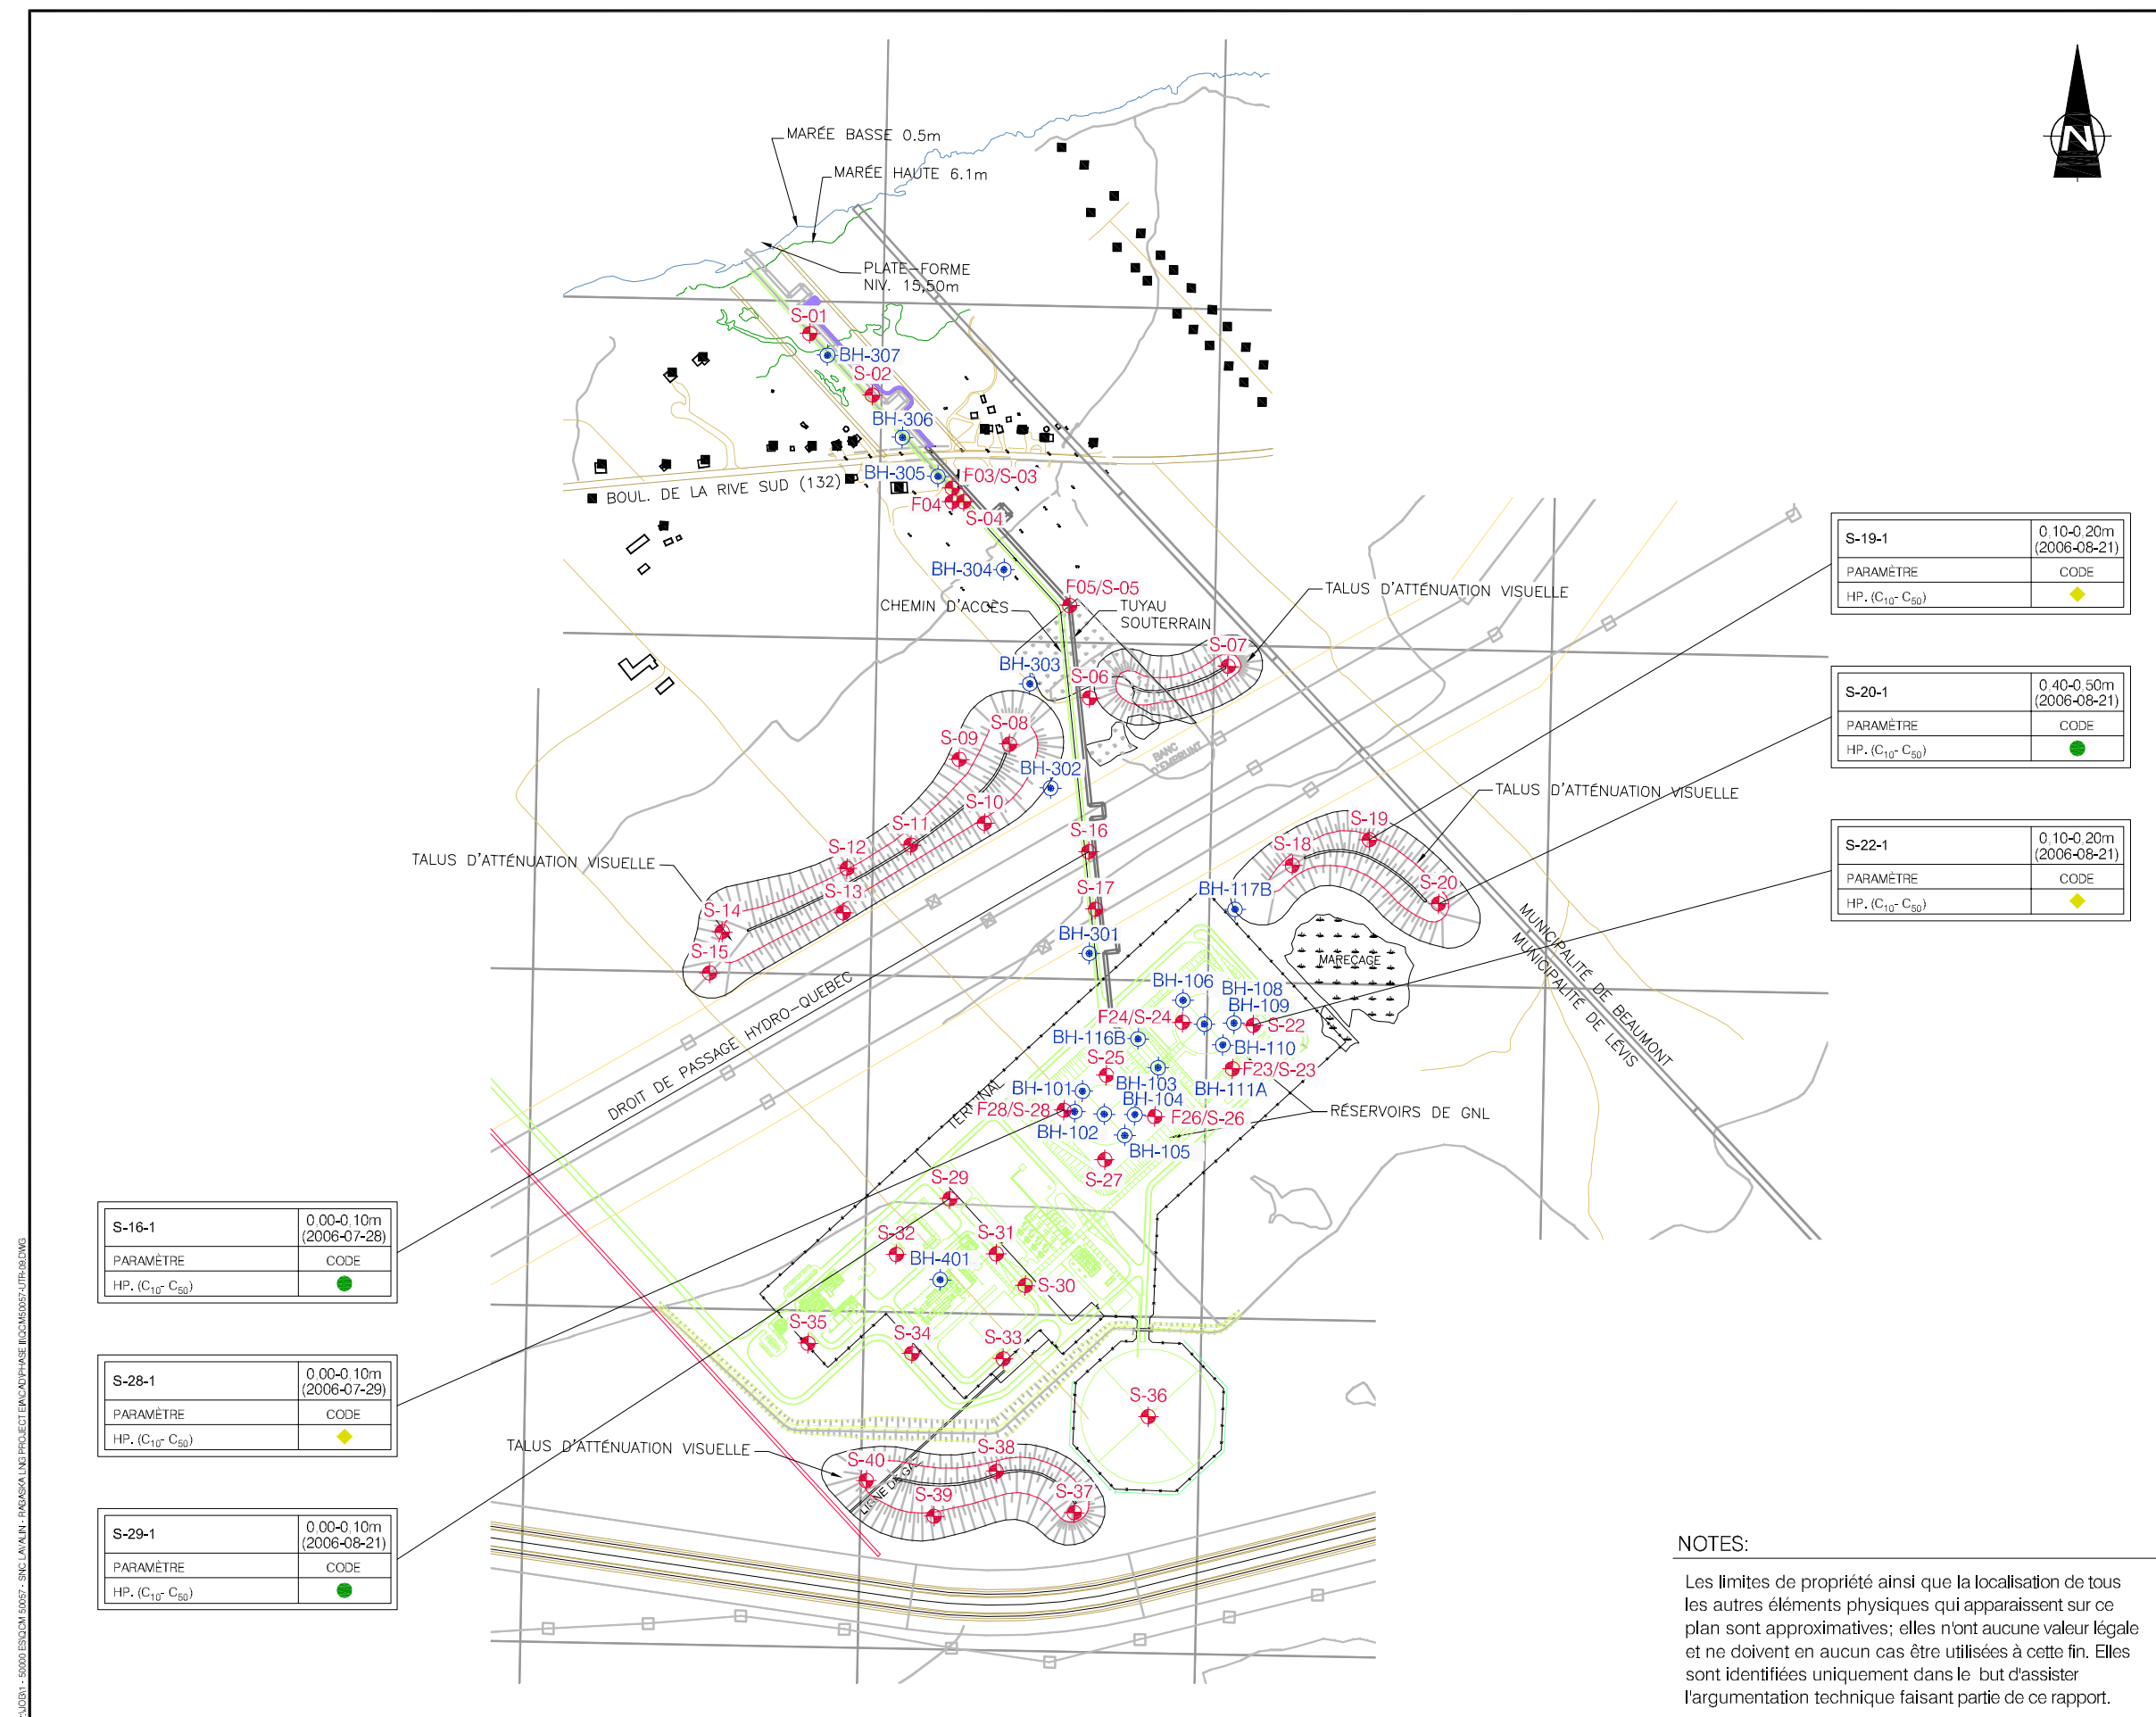 MARÉE BASSE 0.5m
MARÉE HAUTE 6.1m
N
PLATE-FORME
NIV. 15,50m
S-01
BH-307
S-02
BH-306
BH-305
F03/S-03
BOUL. DE LA RIVE SUD (132)
F04
S-04
BH-304
F05/S-05
CHEMIN D'ACCÈS
TUYAU
SOUTERRAIN
TALUS D'ATTÉNUATION VISUELLE
S-07
BH-303
S-06
S-08
S-09
BANC
D'EMPRUNT
BH-302
S-10
S-11
S-16
S-12
TALUS D'ATTÉNUATION VISUELLE
S-13
S-14
S-15
S-17
BH-301
TALUS D'ATTÉNUATION VISUELLE
S-19
S-18
S-20
BH-117B
MARECAGE
MUNICIPALITÉ DE BEAUMONT
MUNICIPALITÉ DE LÉVIS
DROIT DE PASSAGE HYDRO-QUEBEC
BH-106
BH-108
BH-109
F24/S-24
S-22
BH-116B
BH-110
S-25
F23/S-23
BH-103
BH-101
BH-111A
BH-104
F28/S-28
F26/S-26
RÉSERVOIRS DE GNL
BH-102
BH-105
TERMINAL
S-27
S-29
S-32
S-31
BH-401
S-30
S-35
S-34
S-33
S-36
TALUS D'ATTÉNUATION VISUELLE
S-38
S-40
LIGNE DE GAZ
S-39
S-37
S-19-1
0,10-0,20m
(2006-08-21)
PARAMÈTRE
CODE
HP. (C10- C50)
S-20-1
0,40-0,50m
(2006-08-21)
PARAMÈTRE
CODE
HP. (C10- C50)
S-22-1
0,10-0,20m
(2006-08-21)
PARAMÈTRE
CODE
HP. (C10- C50)
S-16-1
0,00-0,10m
(2006-07-28)
PARAMÈTRE
CODE
HP. (C10- C50)
S-28-1
0,00-0,10m
(2006-07-29)
PARAMÈTRE
CODE
HP. (C10- C50)
S-29-1
0,00-0,10m
(2006-08-21)
PARAMÈTRE
CODE
HP. (C10- C50)
NOTES:
Les limites de propriété ainsi que la localisation de tous
les autres éléments physiques qui apparaissent sur ce
plan sont approximatives; elles n'ont aucune valeur légale
et ne doivent en aucun cas être utilisées à cette fin. Elles
sont identifiées uniquement dans le but d'assister
l'argumentation technique faisant partie de ce rapport.